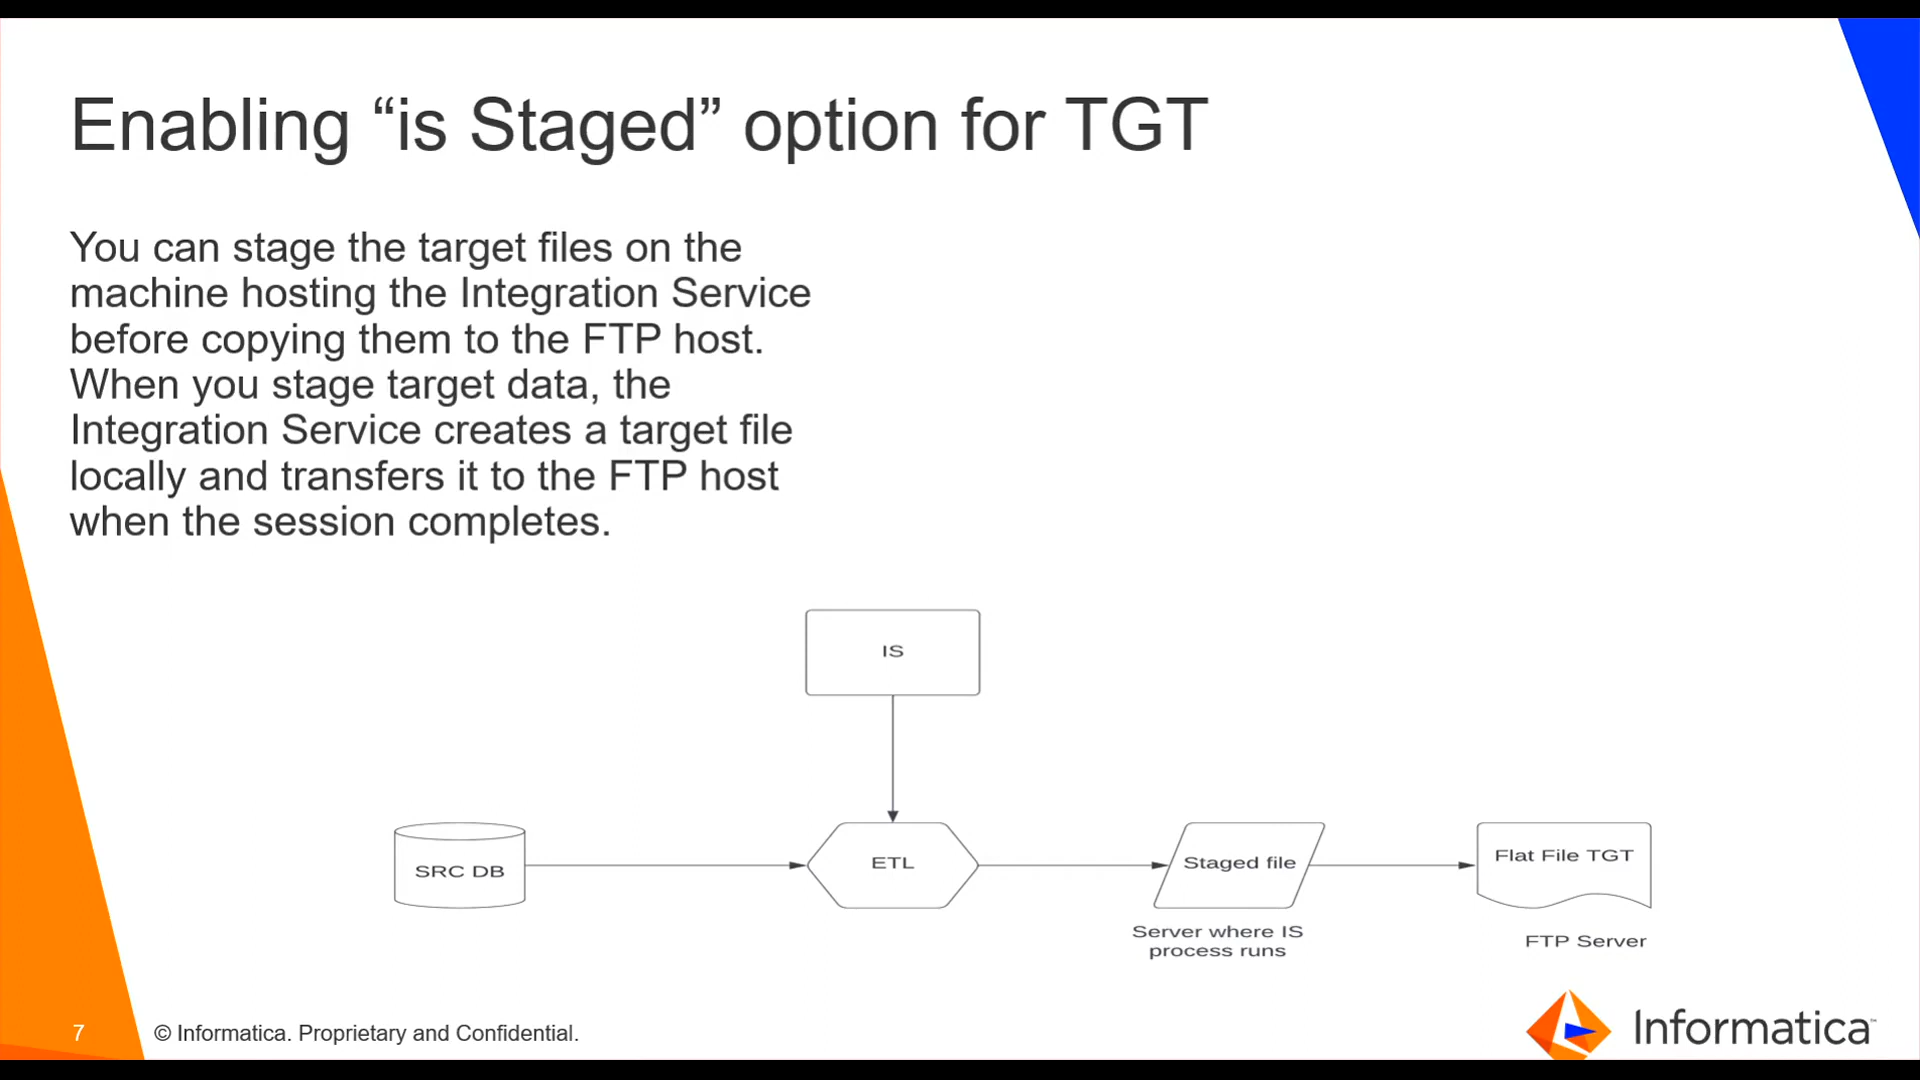 Enabling “is Staged” option for TGT
You can stage the target files on the
machine hosting the Integration Service
before copying them to the FTP host.
When you stage target data, the
Integration Service creates a target file
locally and transfers it to the FTP host
when the session completes.
IS
SRC DB
ETL
Staged file
Flat File TGT
Server where IS
process runs
FTP Server
7
© Informatica. Proprietary and Confidential.
Informatica™